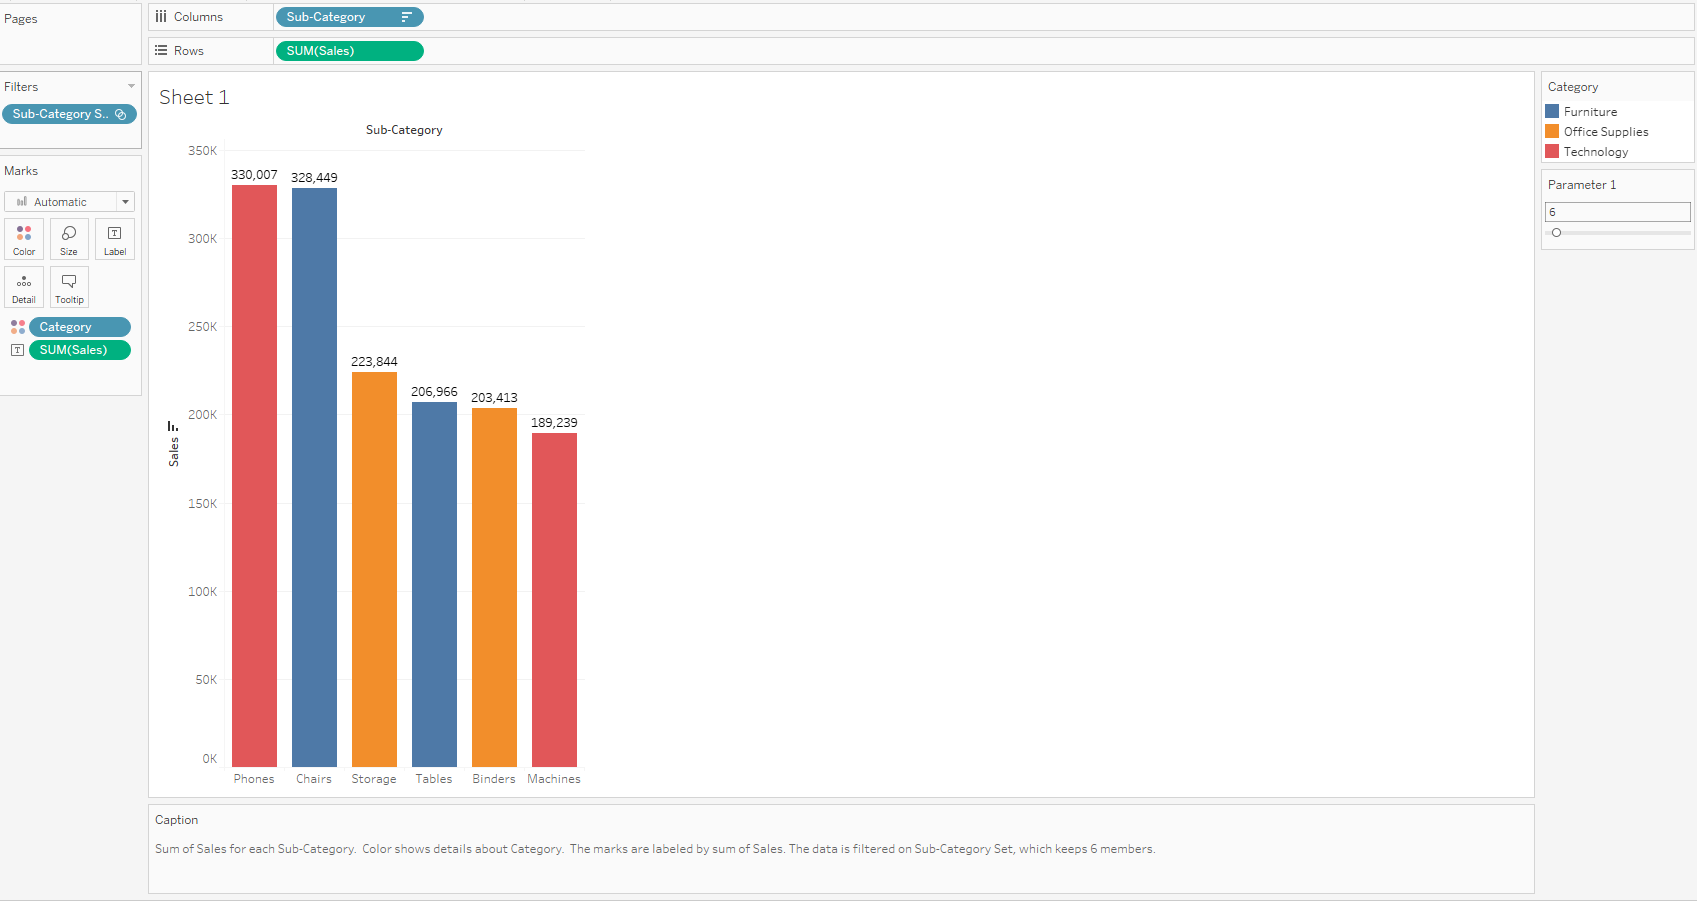 Pages
Columns
Sub-Category
Rows
SUM(Sales)
Filters
Sub-Category S..
Marks
Automatic
Color Size T Label
Detail Tooltip
Category
T SUM(Sales)
Sheet 1
Sub-Category
350K
300K
250K
200K
150K
100K
50K
0K
Sales
330,007
328,449
223,844
206,966
203,413
189,239
Phones Chairs Storage Tables Binders Machines
Category
Furniture
Office Supplies
Technology
Parameter 1
6
Caption
Sum of Sales for each Sub-Category. Color shows details about Category. The marks are labeled by sum of Sales. The data is filtered on Sub-Category Set, which keeps 6 members.